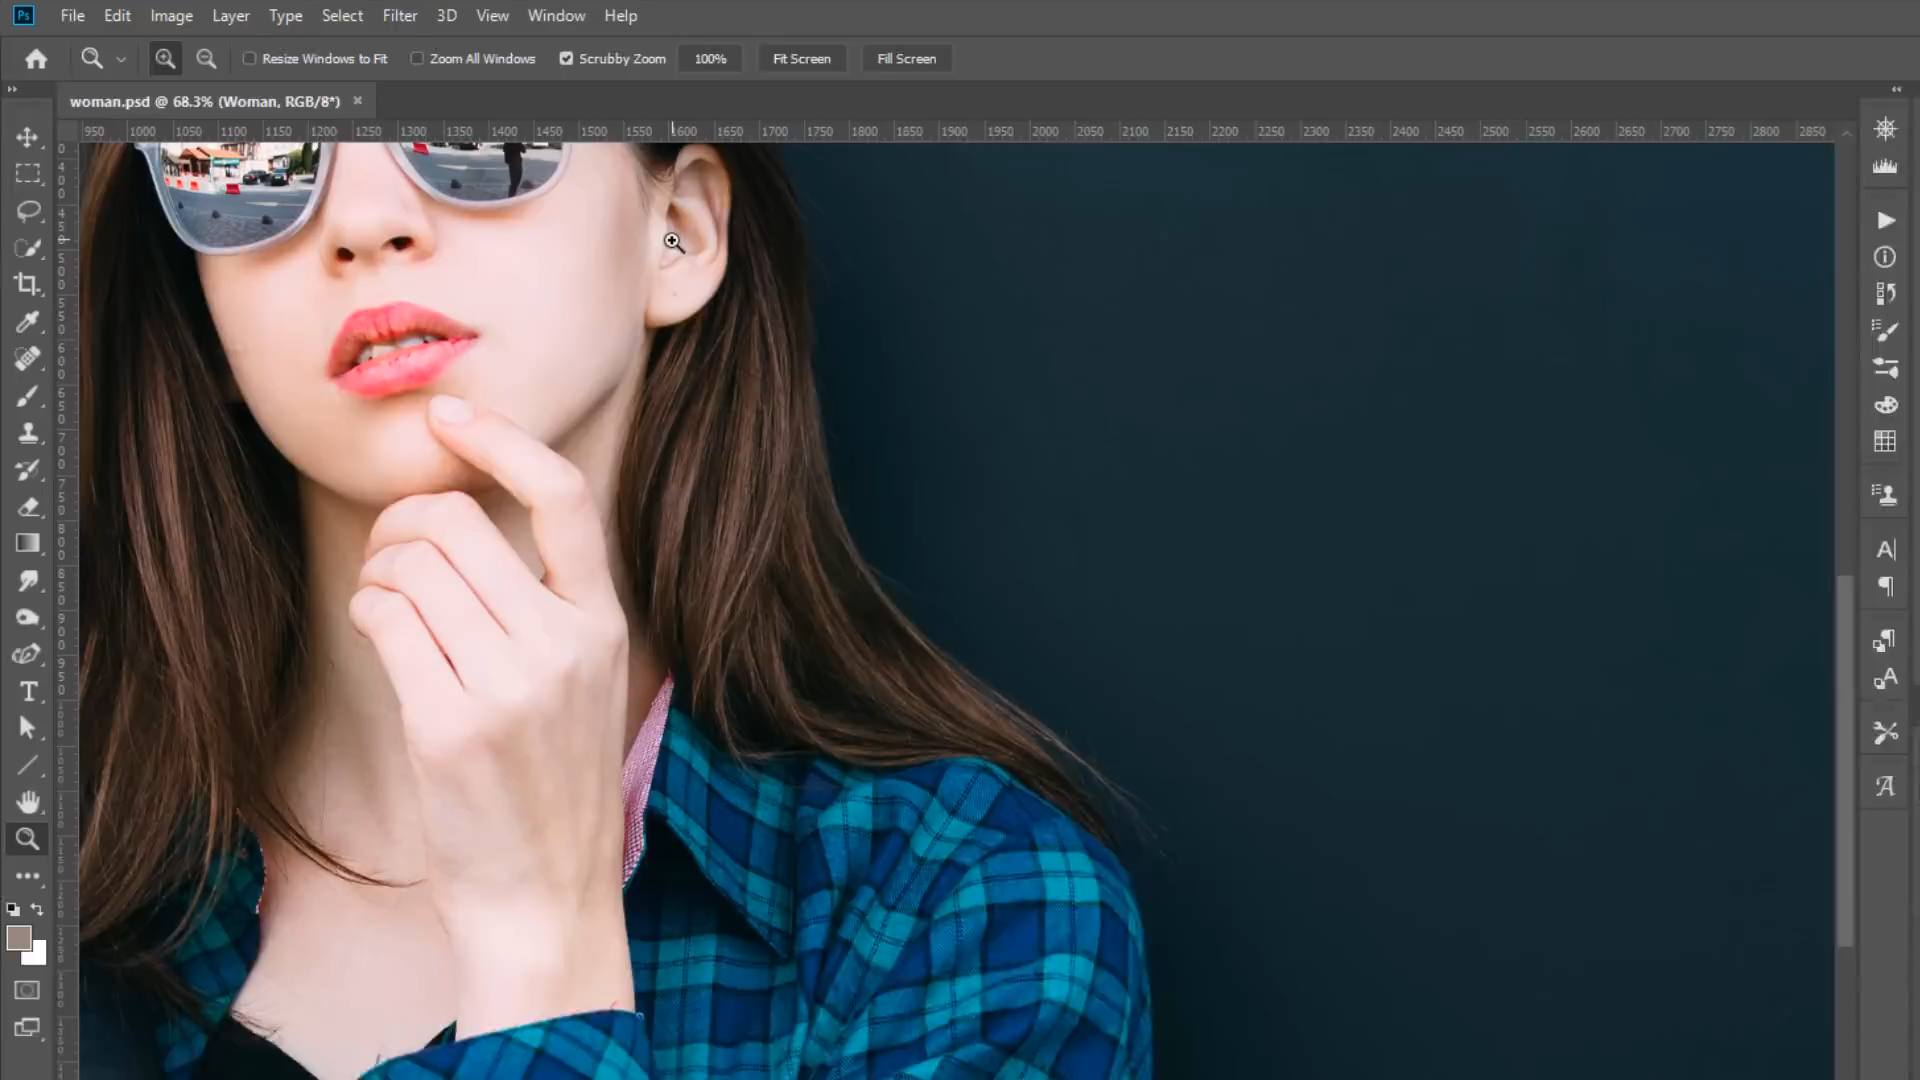 Ps File Edit Image Layer Type Select Filter 3D View Window Help
Resize Windows to Fit Zoom All Windows Scrubby Zoom 100% Fit Screen Fill Screen
woman.psd @ 68.3% (Woman, RGB/8*) ×
950 1000 1050 1100 1150 1200 1250 1300 1350 1400 1450 1500 1550 1600 1650 1700 1750 1800 1850 1900 1950 2000 2050 2100 2150 2200 2250 2300 2350 2400 2450 2500 2550 2600 2650 2700 2750 2800 2850